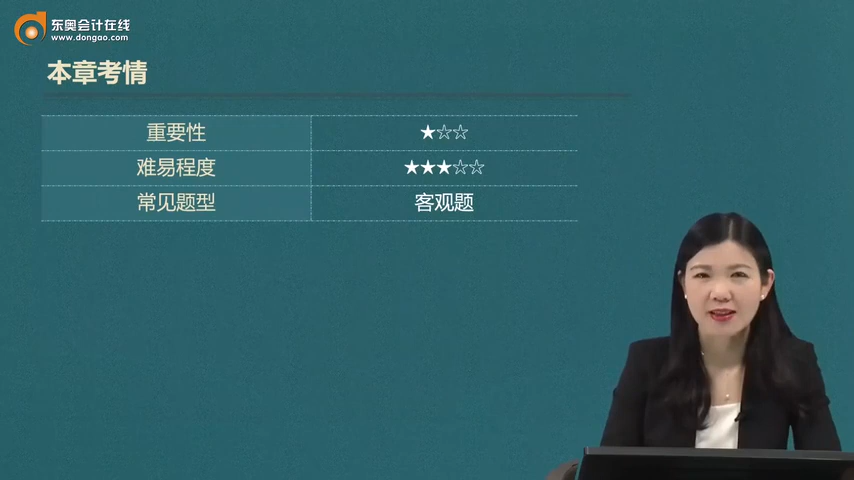 东奥会计在线
www.dongao.com
本章考情
重要性 ★☆☆
难易程度 ★★★☆☆
常见题型 客观题